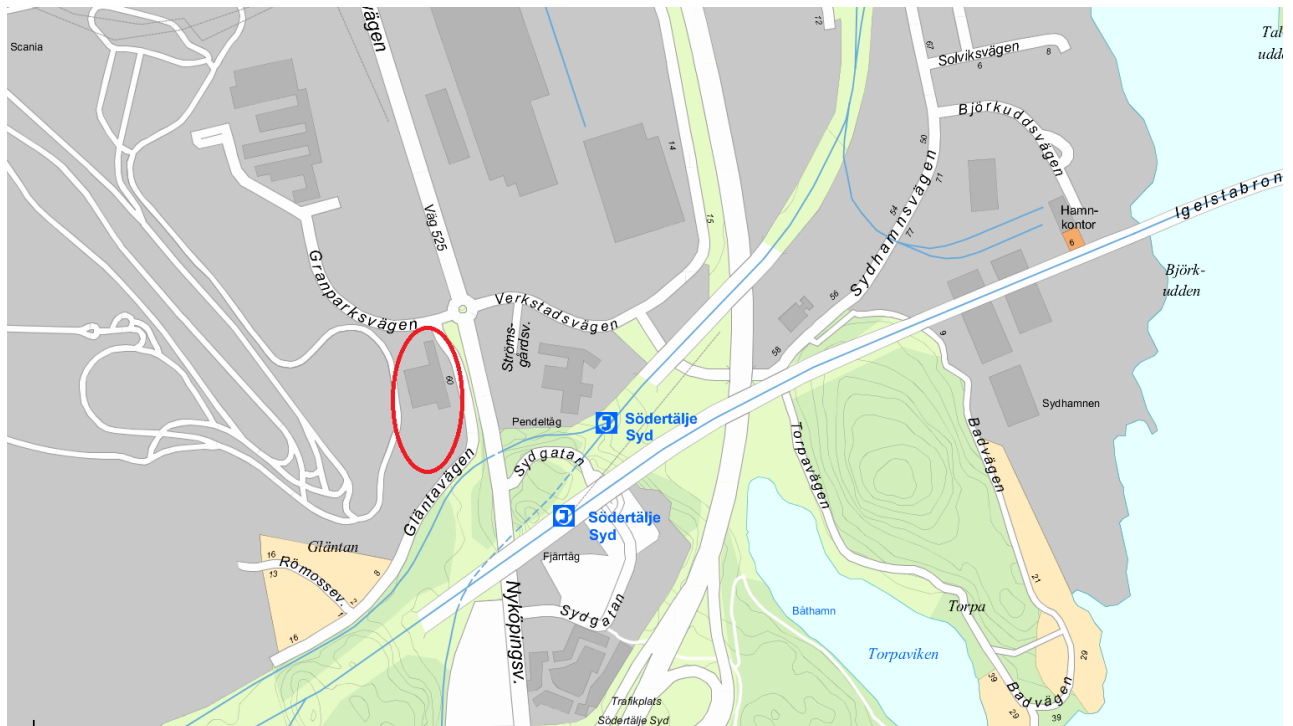 Scania
vägen
12
67
Solviksvägen
6
8
Björkuddsvägen
14
50
71
54
77
Sydhamnsvägen
Väg 525
15
Hamn-
kontor
6
Igelstabron
Björk-
udden
Granparksvägen
Verkstadsvägen
Ströms-
gårdsv.
56
58
9
60
Sydhamnen
Pendeltåg
Södertälje
Syd
Sydgatan
Torpavägen
Badvägen
Gläntavägen
Södertälje
Syd
Gläntan
Fjärrtåg
16
13
Römossev.
8
2
1
16
Nyköpingsv.
Sydgatan
Båthamn
Torpa
21
Torpaviken
29
39
Badvägen
29
39
Trafikplats
Södertälje Syd